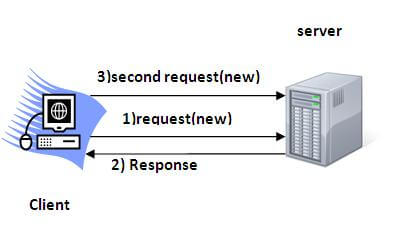 server
3)second request(new)
1)request(new)
2) Response
Client